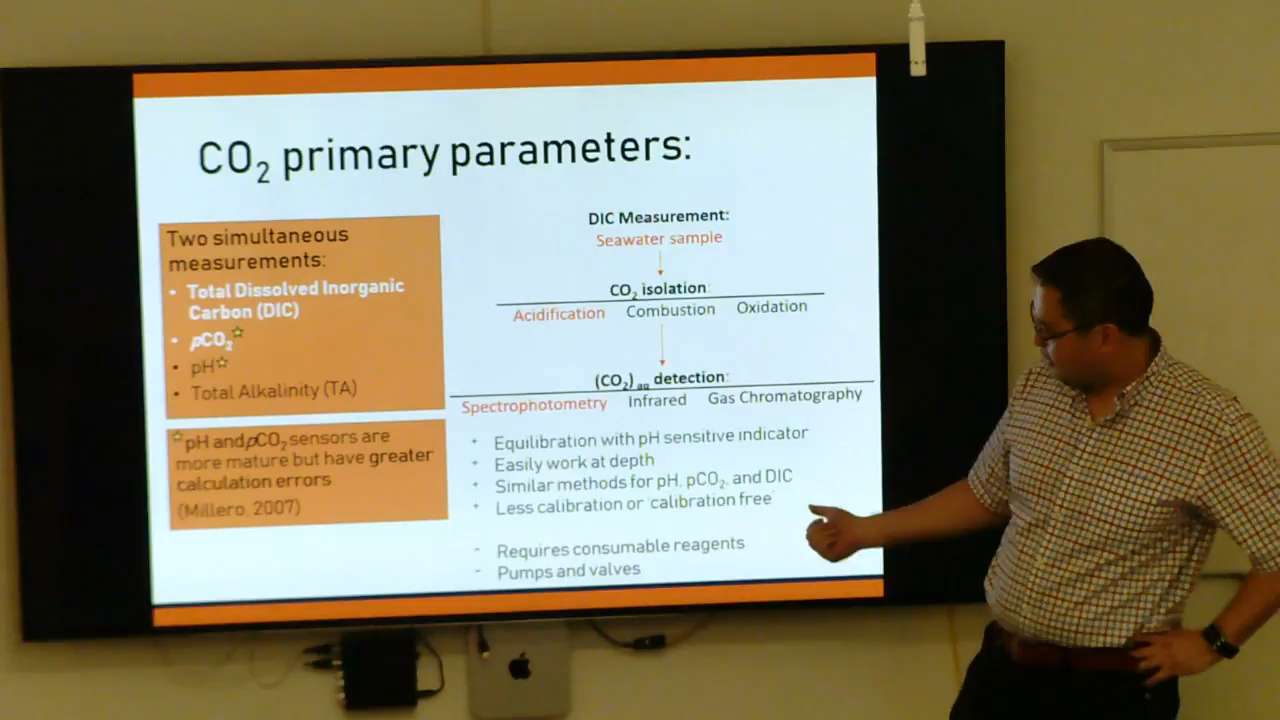 CO₂ primary parameters:
Two simultaneous
measurements:
• Total Dissolved Inorganic
Carbon (DIC)
• pCO₂☆
• pH☆
• Total Alkalinity (TA)
☆pH and pCO₂ sensors are
more mature but have greater
calculation errors
(Millero, 2007)
DIC Measurement:
Seawater sample
CO₂ isolation:
Acidification Combustion Oxidation
(CO₂)aq detection:
Spectrophotometry Infrared Gas Chromatography
• Equilibration with pH sensitive indicator
• Easily work at depth
• Similar methods for pH, pCO₂, and DIC
• Less calibration or 'calibration free'
- Requires consumable reagents
- Pumps and valves